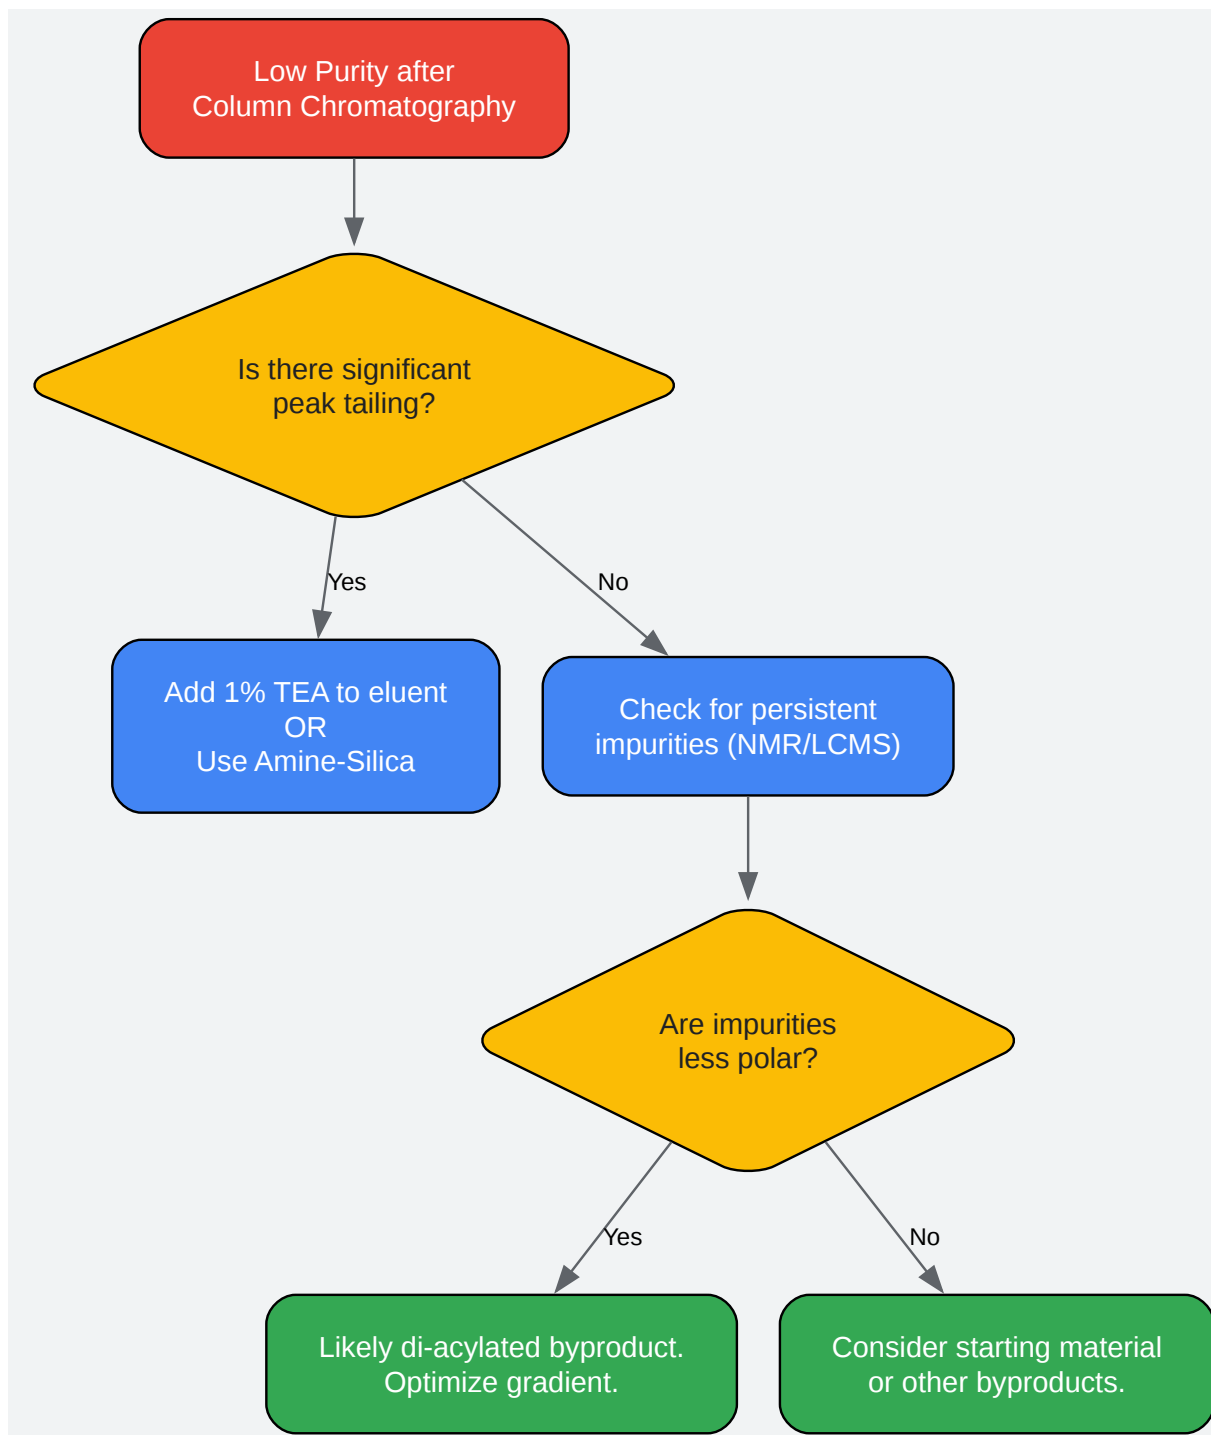 Low Purity after
Column Chromatography
Is there significant
peak tailing?
Yes
No
Add 1% TEA to eluent
OR
Use Amine-Silica
Check for persistent
impurities (NMR/LCMS)
Are impurities
less polar?
Yes
No
Likely di-acylated byproduct.
Optimize gradient.
Consider starting material
or other byproducts.